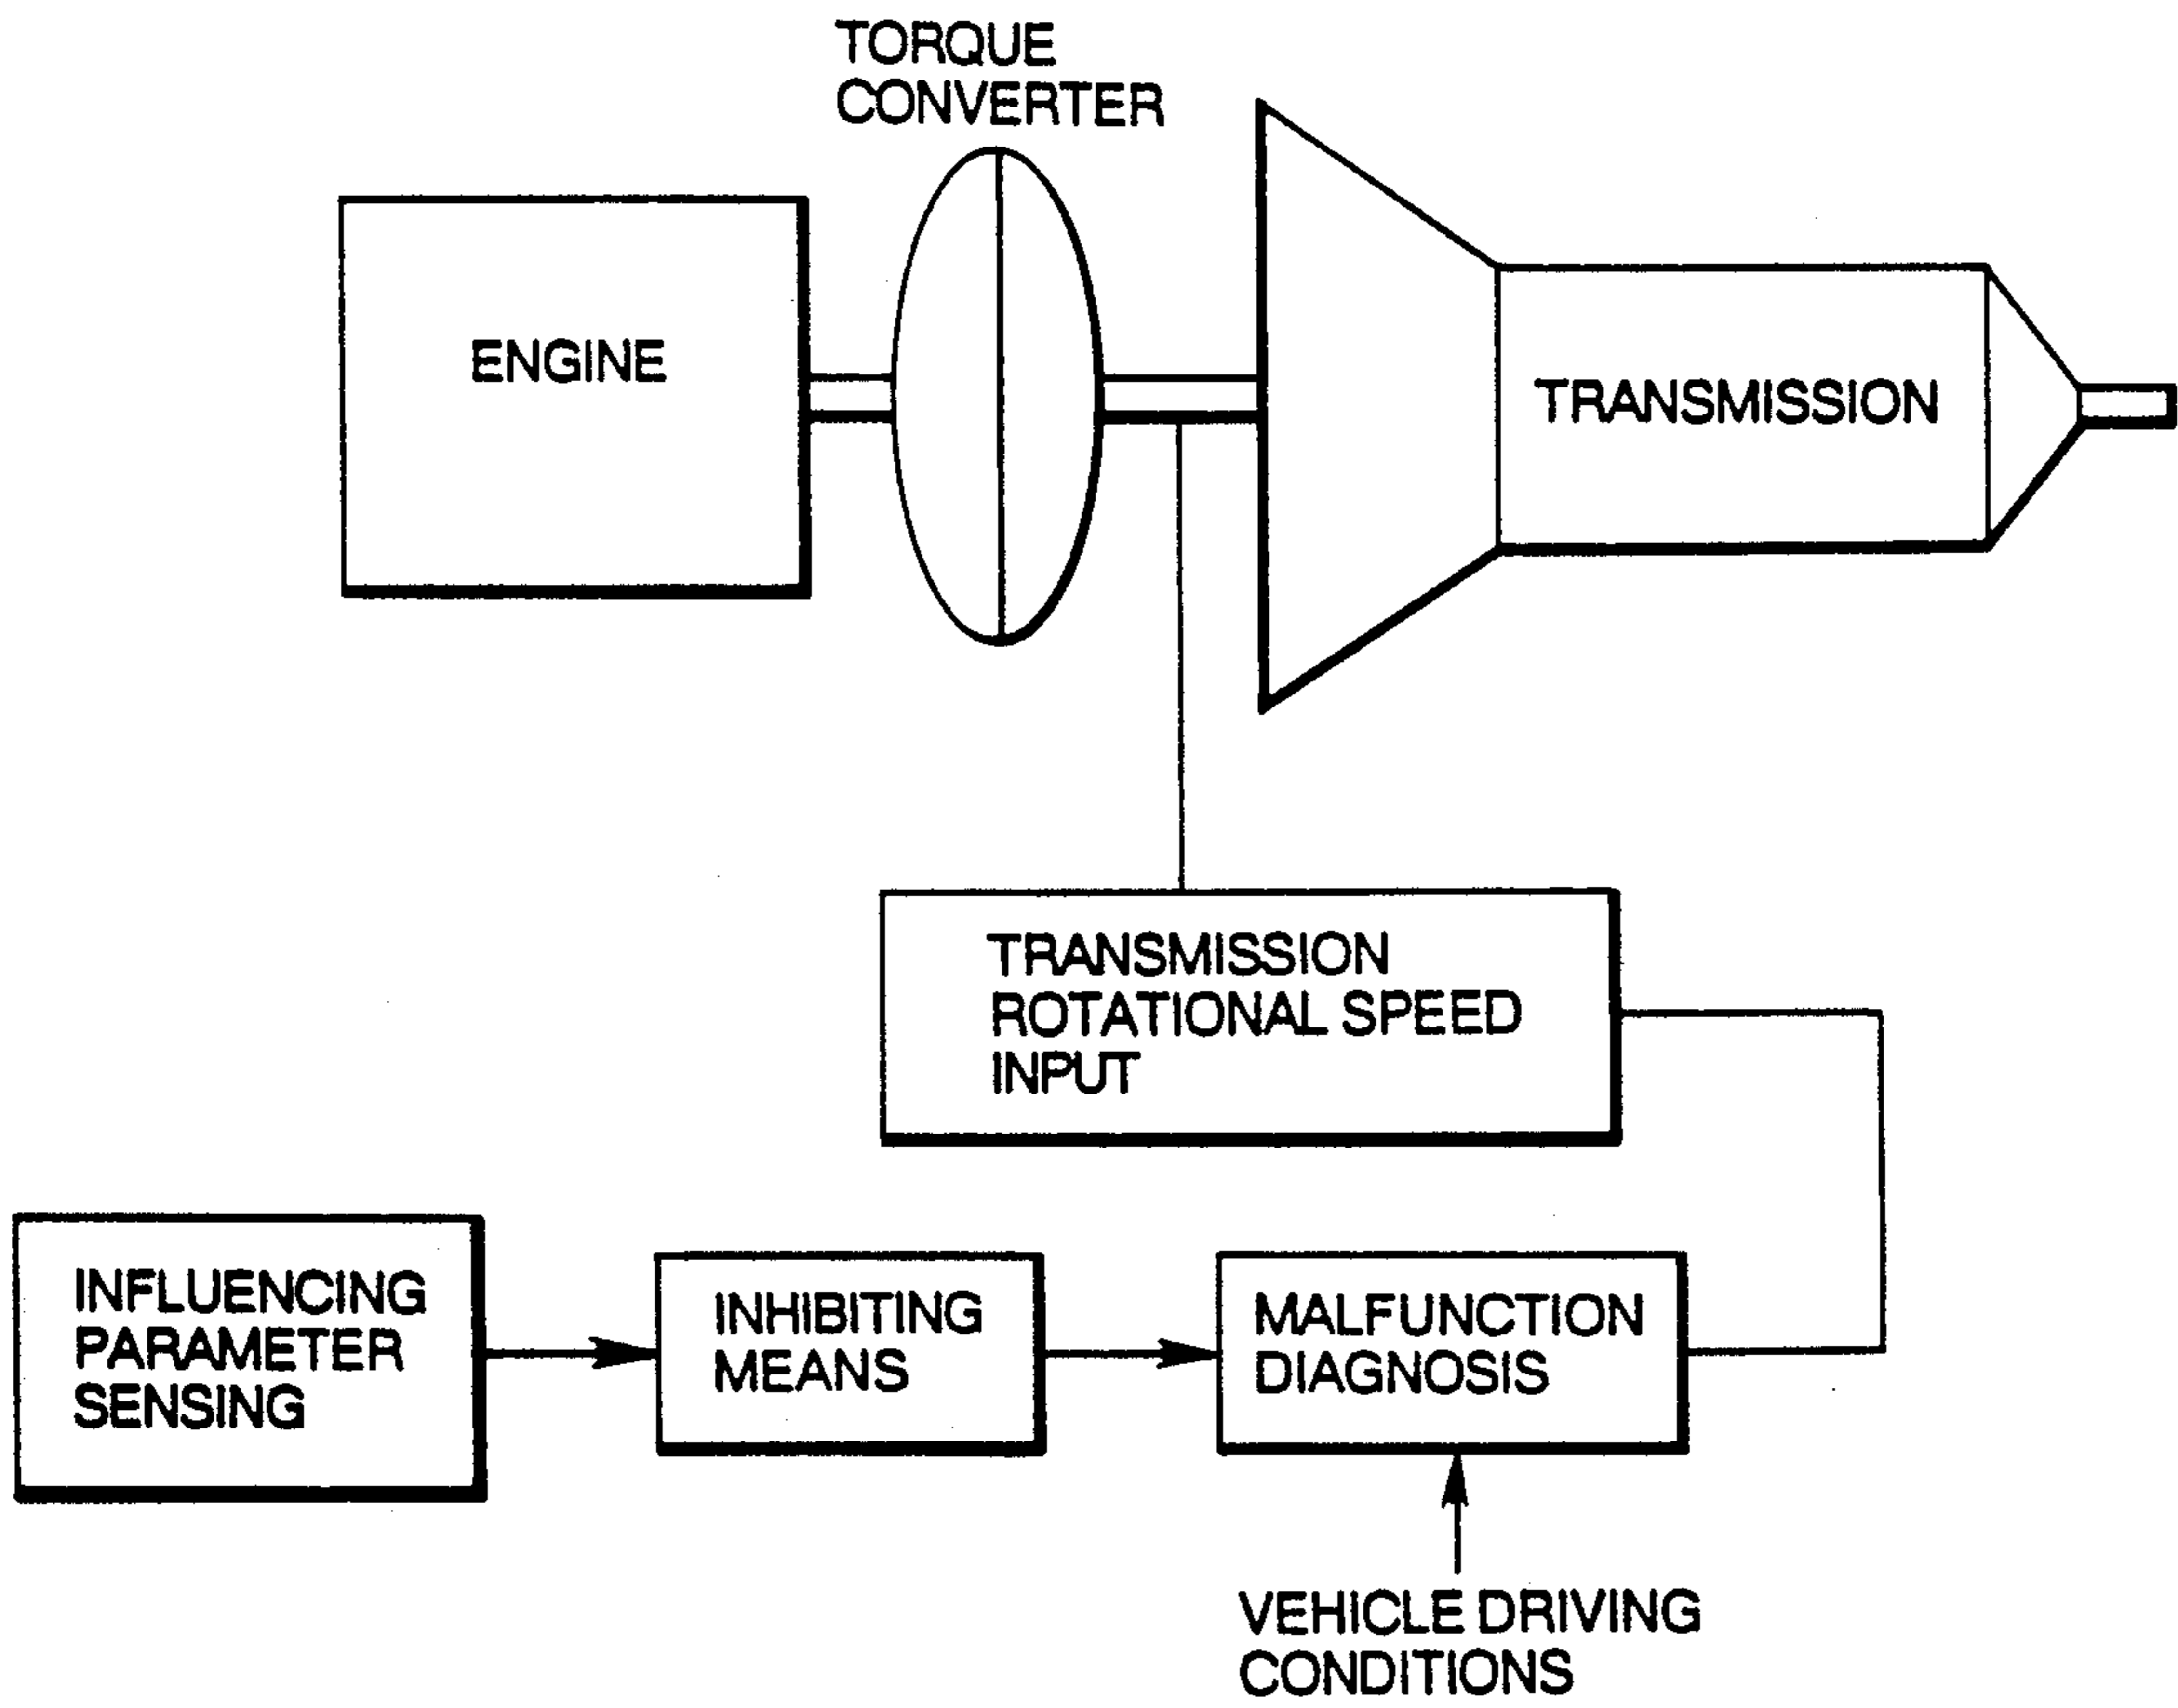 TORQUE
CONVERTER
ENGINE
TRANSMISSION
TRANSMISSION
ROTATIONAL SPEED
INPUT
INFLUENCING
PARAMETER
SENSING
INHIBITING
MEANS
MALFUNCTION
DIAGNOSIS
VEHICLE DRIVING
CONDITIONS